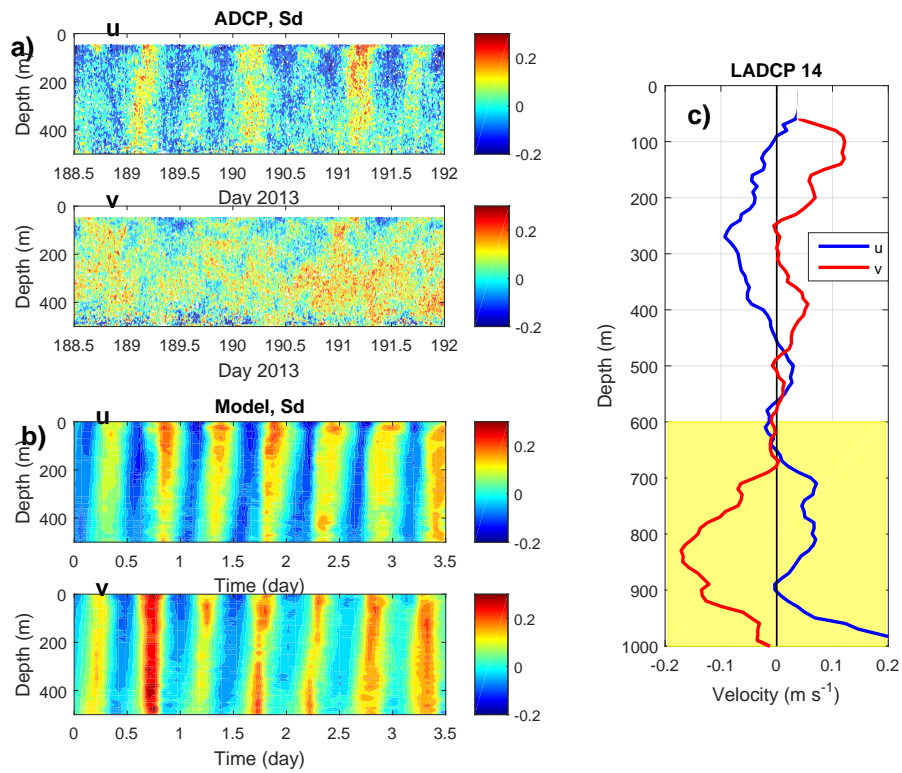 a)
ADCP, Sd
u
Depth (m)
0
200
400
188.5 189 189.5 190 190.5 191 191.5 192
Day 2013
0.2
0
-0.2
v
Depth (m)
0
200
400
188.5 189 189.5 190 190.5 191 191.5 192
Day 2013
0.2
0
-0.2
b)
Model, Sd
u
Depth (m)
0
200
400
0 0.5 1 1.5 2 2.5 3 3.5
Time (day)
0.2
0
-0.2
v
Depth (m)
0
200
400
0 0.5 1 1.5 2 2.5 3 3.5
Time (day)
0.2
0
-0.2
LADCP 14
c)
Depth (m)
0
100
200
300
400
500
600
700
800
900
1000
u
v
-0.2 -0.1 0 0.1 0.2
Velocity (m s⁻¹)